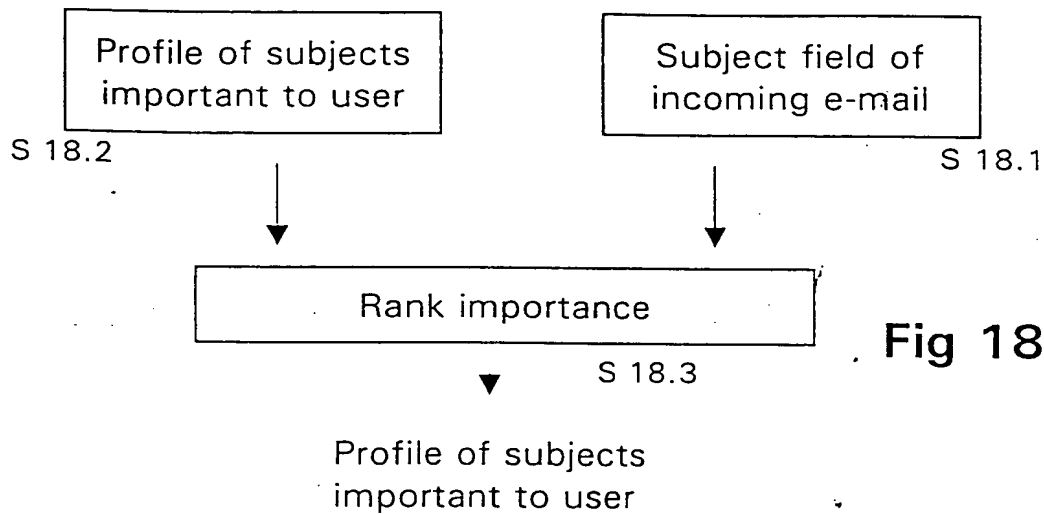 Profile of subjects
important to user
S 18.2
Subject field of
incoming e-mail
S 18.1
Rank importance
S 18.3
Fig 18
Profile of subjects
important to user